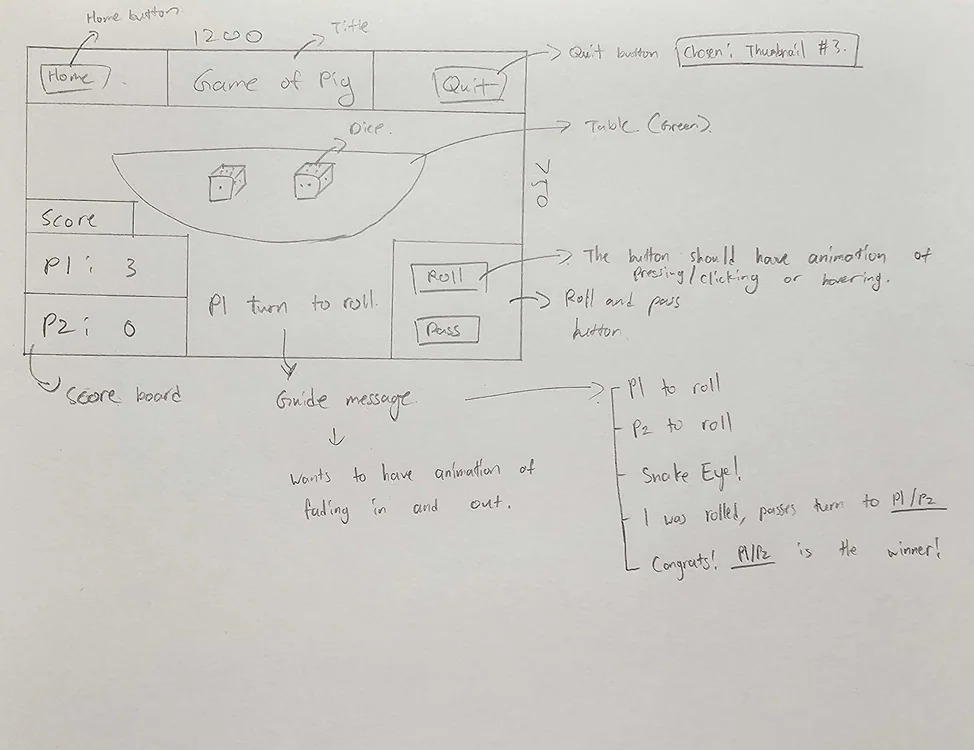 Home button
1200
Title
Home
Game of Pig
Quit
Quit button
Chosen: Thumbnail #3.
Dice.
Table (Green).
750
Score
P1: 3
P2: 0
P1 turn to roll.
Roll
Pass
The button should have animation of
pressing/clicking or hovering.
Roll and pass
button.
Score board
Guide message.
wants to have animation of
fading in and out.
P1 to roll
P2 to roll
Snake Eye!
1 was rolled, passes turn to P1/P2
Congrats! P1/P2 is the winner!